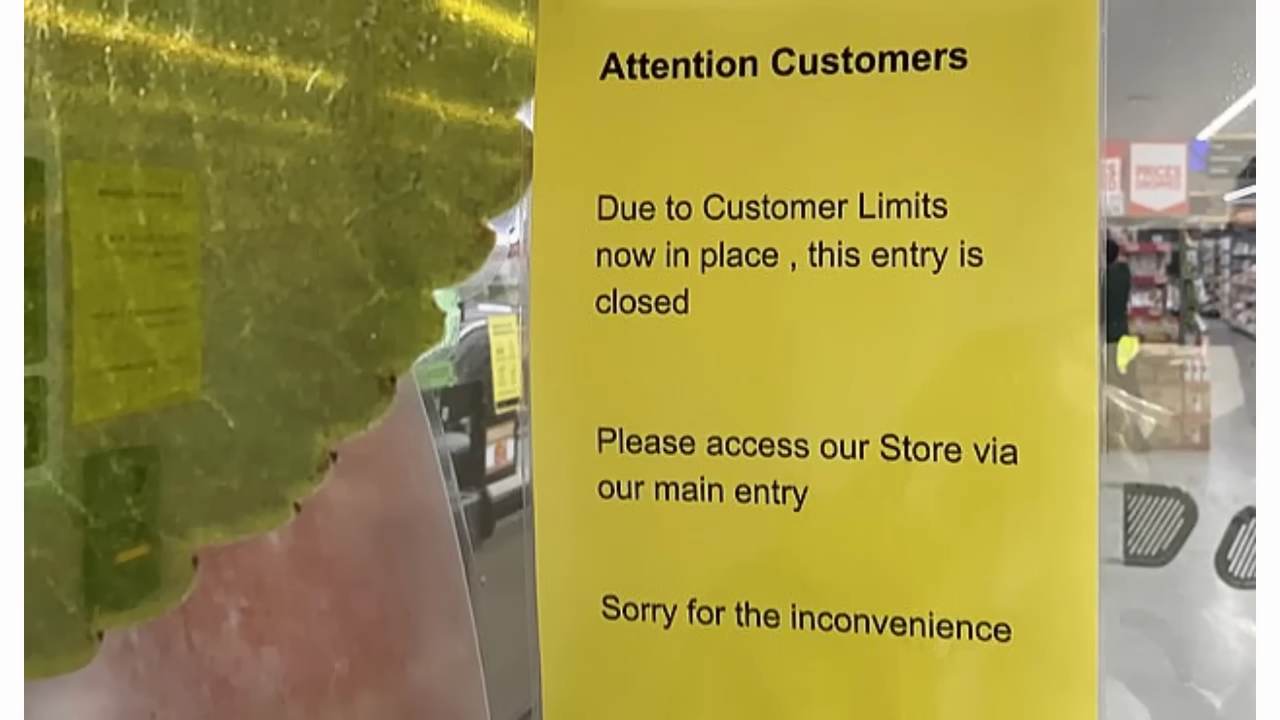 Attention Customers
Due to Customer Limits
now in place , this entry is
closed
Please access our Store via
our main entry
Sorry for the inconvenience
PRICES
DROPPED